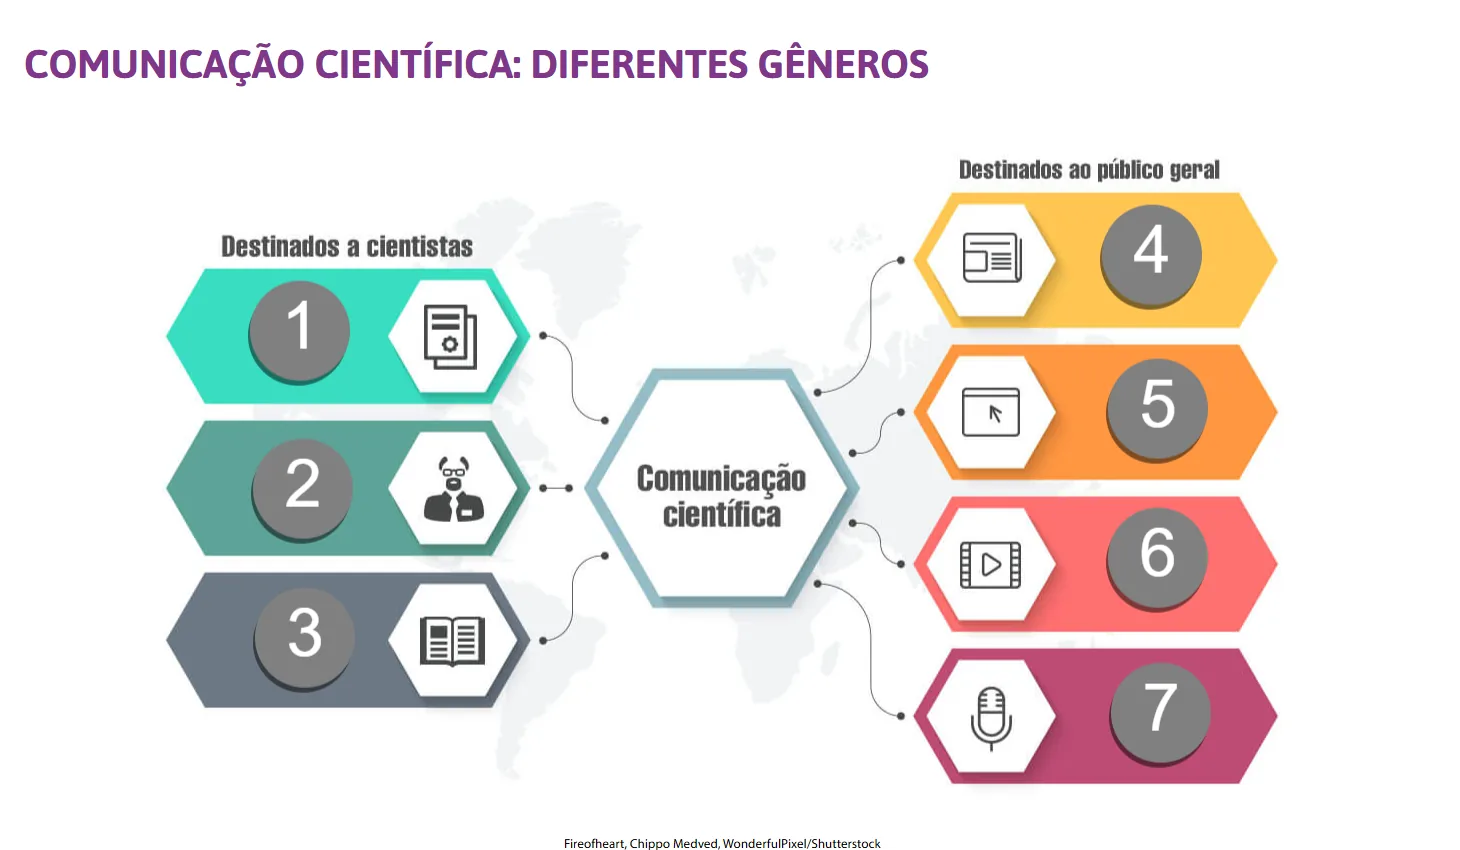 COMUNICAÇÃO CIENTÍFICA: DIFERENTES GÊNEROS
Destinados a cientistas
1
2
3
Comunicação
científica
Destinados ao público geral
4
5
6
7
Fireofheart, Chippo Medved, WonderfulPixel/Shutterstock